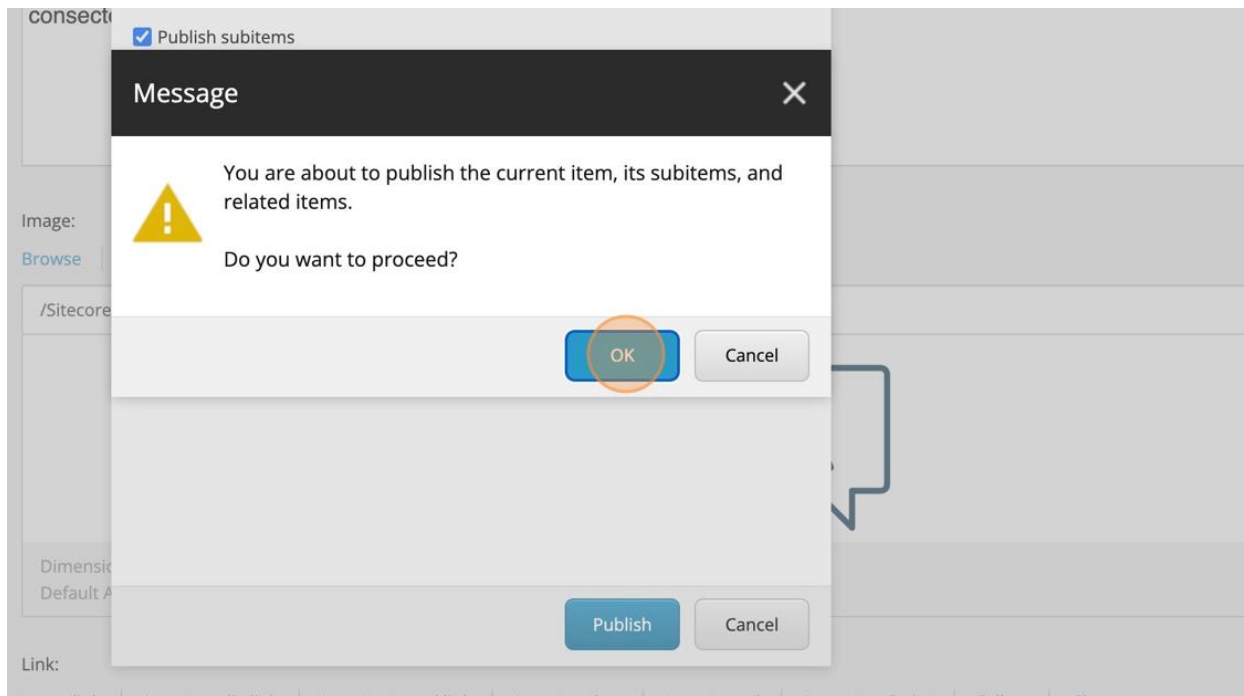 consect
Publish subitems
Message
You are about to publish the current item, its subitems, and
related items.
Do you want to proceed?
Image:
Browse
/Sitecore
OK
Cancel
Dimensio
Default A
Publish
Cancel
Link: